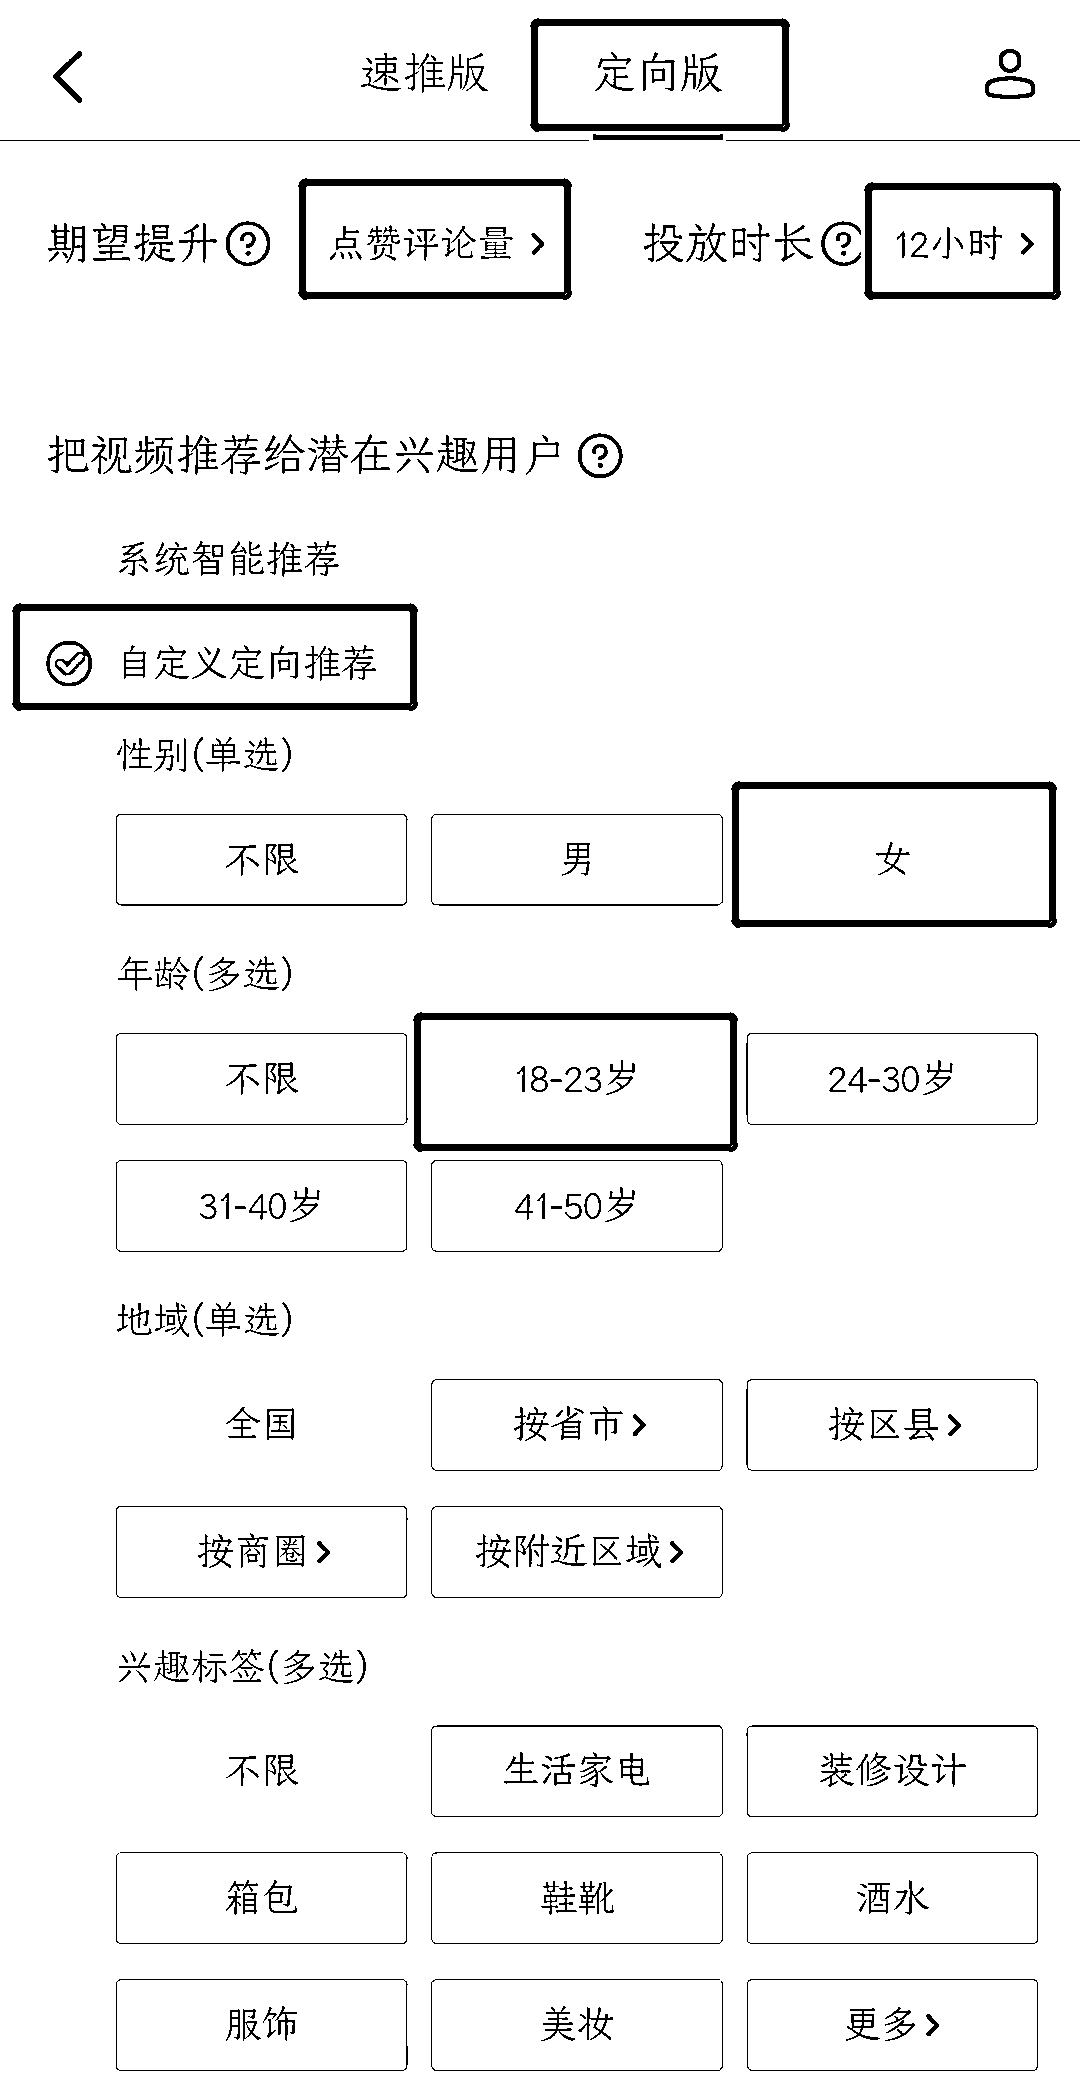 速推版 定向版
期望提升? 点赞评论量 > 投放时长? 12小时 >
把视频推荐给潜在兴趣用户 ?
系统智能推荐
自定义定向推荐
性别(单选)
不限 男 女
年龄(多选)
不限 18-23岁 24-30岁
31-40岁 41-50岁
地域(单选)
全国 按省市> 按区县>
按商圈> 按附近区域>
兴趣标签(多选)
不限 生活家电 装修设计
箱包 鞋靴 酒水
服饰 美妆 更多>